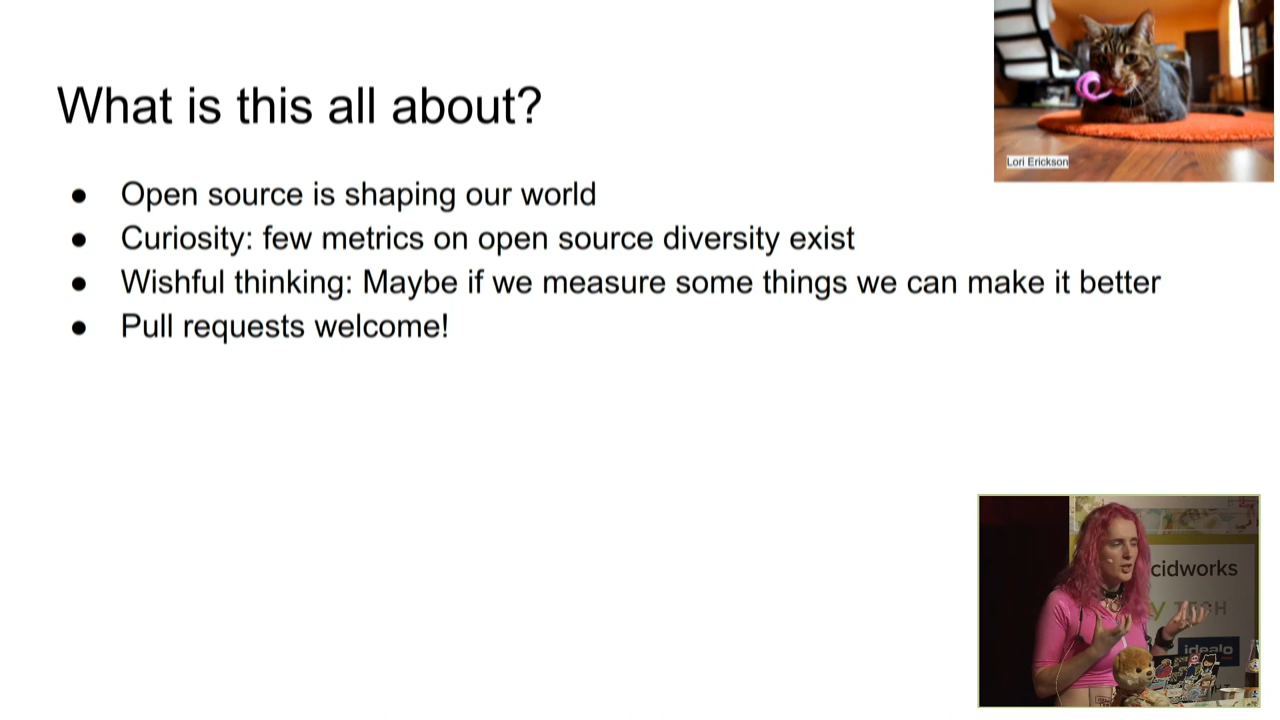 What is this all about?
Lori Erickson
● Open source is shaping our world
● Curiosity: few metrics on open source diversity exist
● Wishful thinking: Maybe if we measure some things we can make it better
● Pull requests welcome!
cidworks
idealo